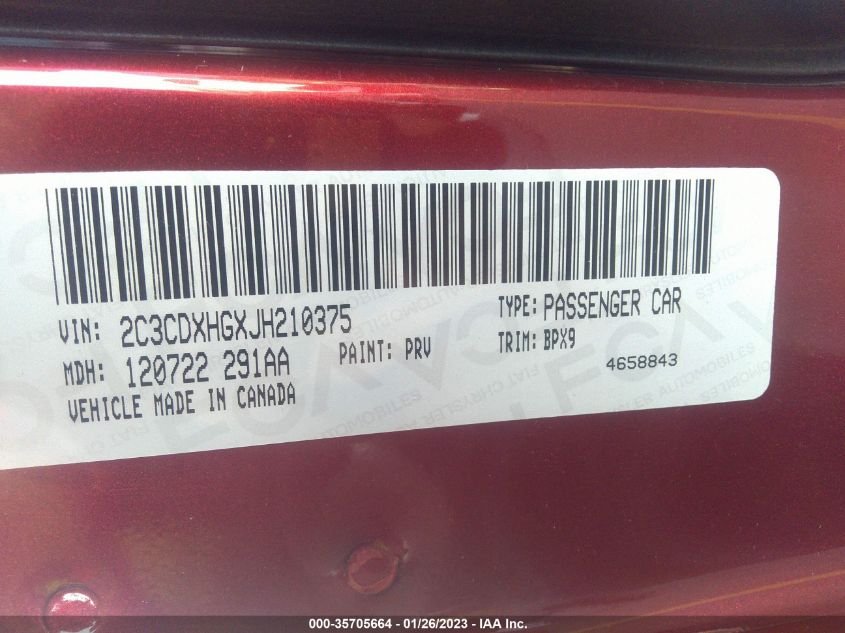 VIN: 2C3CDXHGXJH210375 TYPE: PASSENGER CAR
MDH: 120722 291AA PAINT: PRV TRIM: BPX9
4658843
VEHICLE MADE IN CANADA
000-35705664 - 01/26/2023 - IAA Inc.